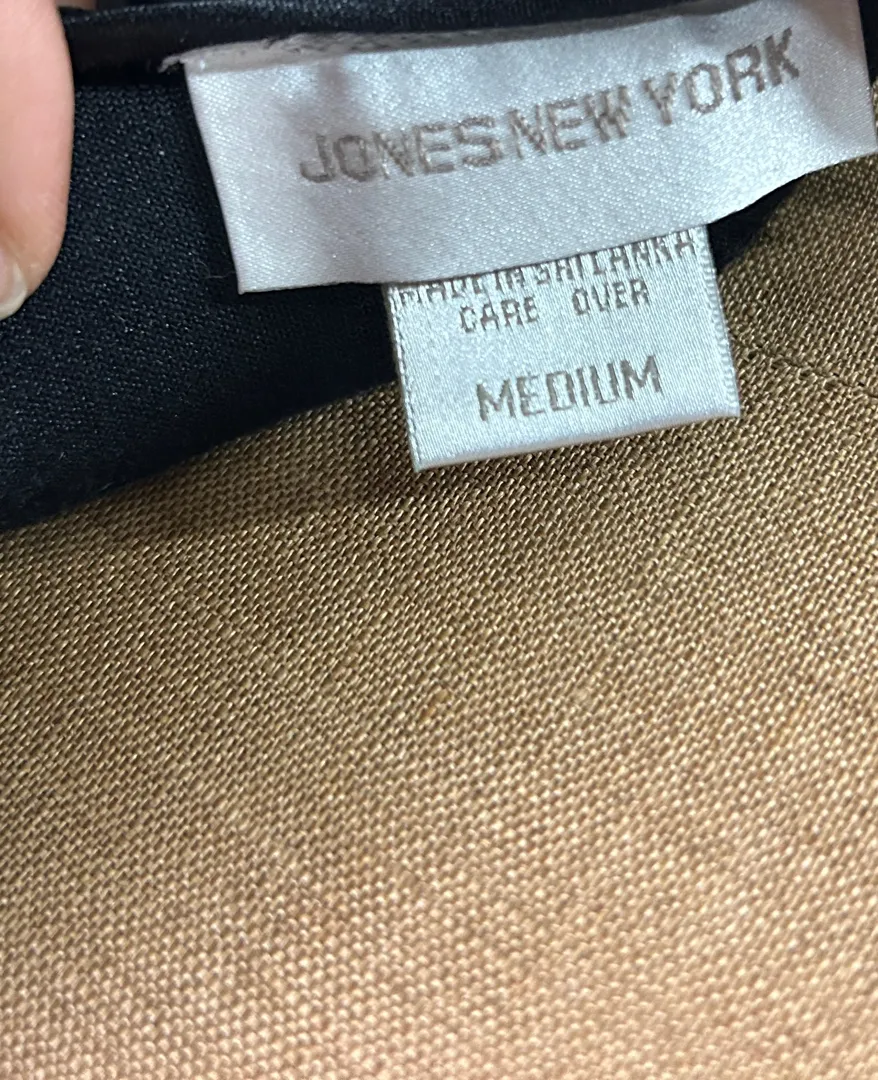 JONES NEW YORK
MADE IN SRI LANKA
CARE OVER
MEDIUM